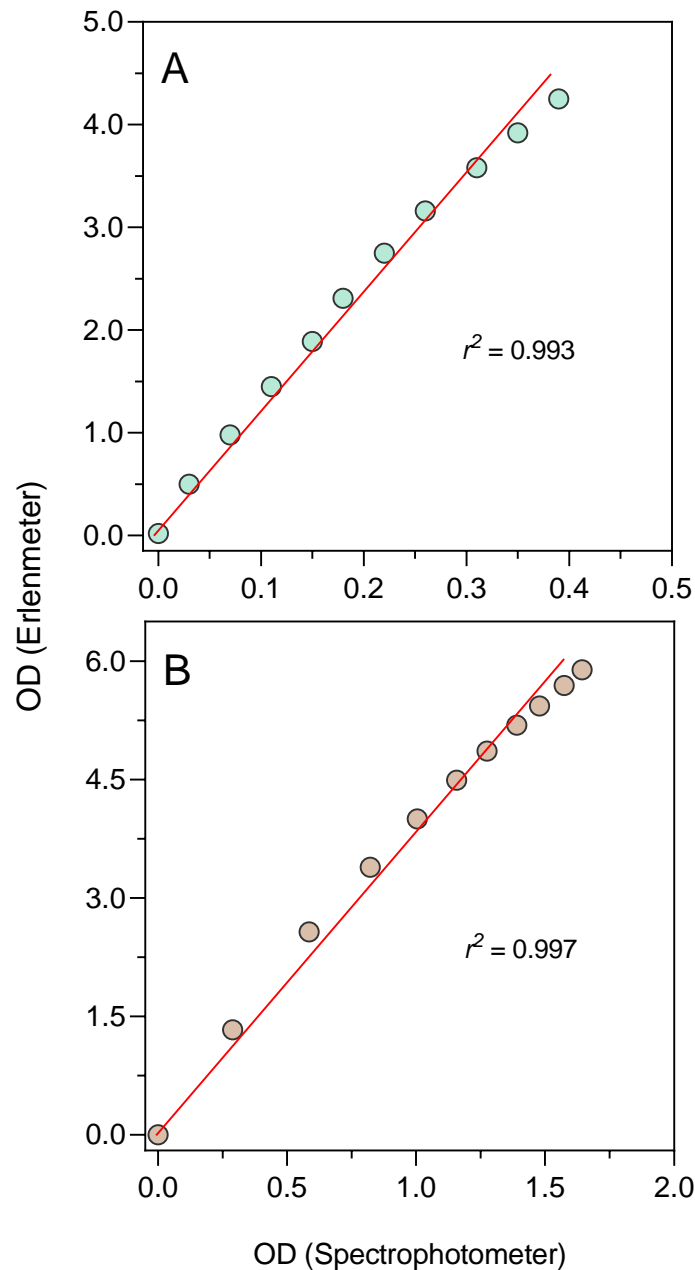 OD (Erlenmeter)
A
5.0
4.0
3.0
2.0
1.0
0.0
r² = 0.993
0.0 0.1 0.2 0.3 0.4 0.5
B
6.0
4.5
3.0
1.5
0.0
r² = 0.997
0.0 0.5 1.0 1.5 2.0
OD (Spectrophotometer)